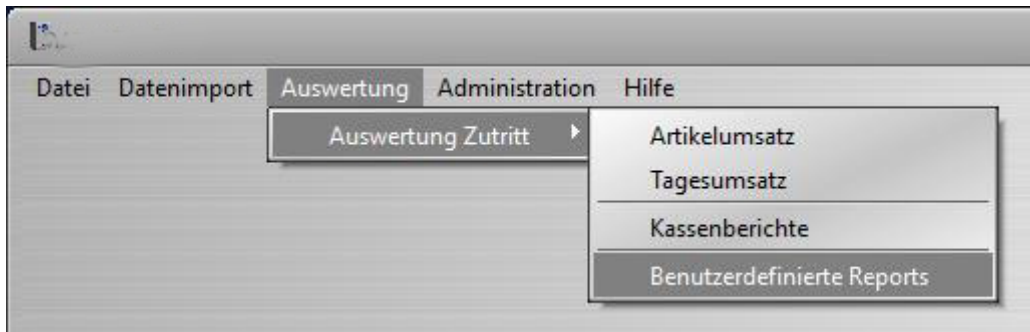 Datei Datenimport Auswertung Administration Hilfe
Auswertung Zutritt
Artikelumsatz
Tagesumsatz
Kassenberichte
Benutzerdefinierte Reports